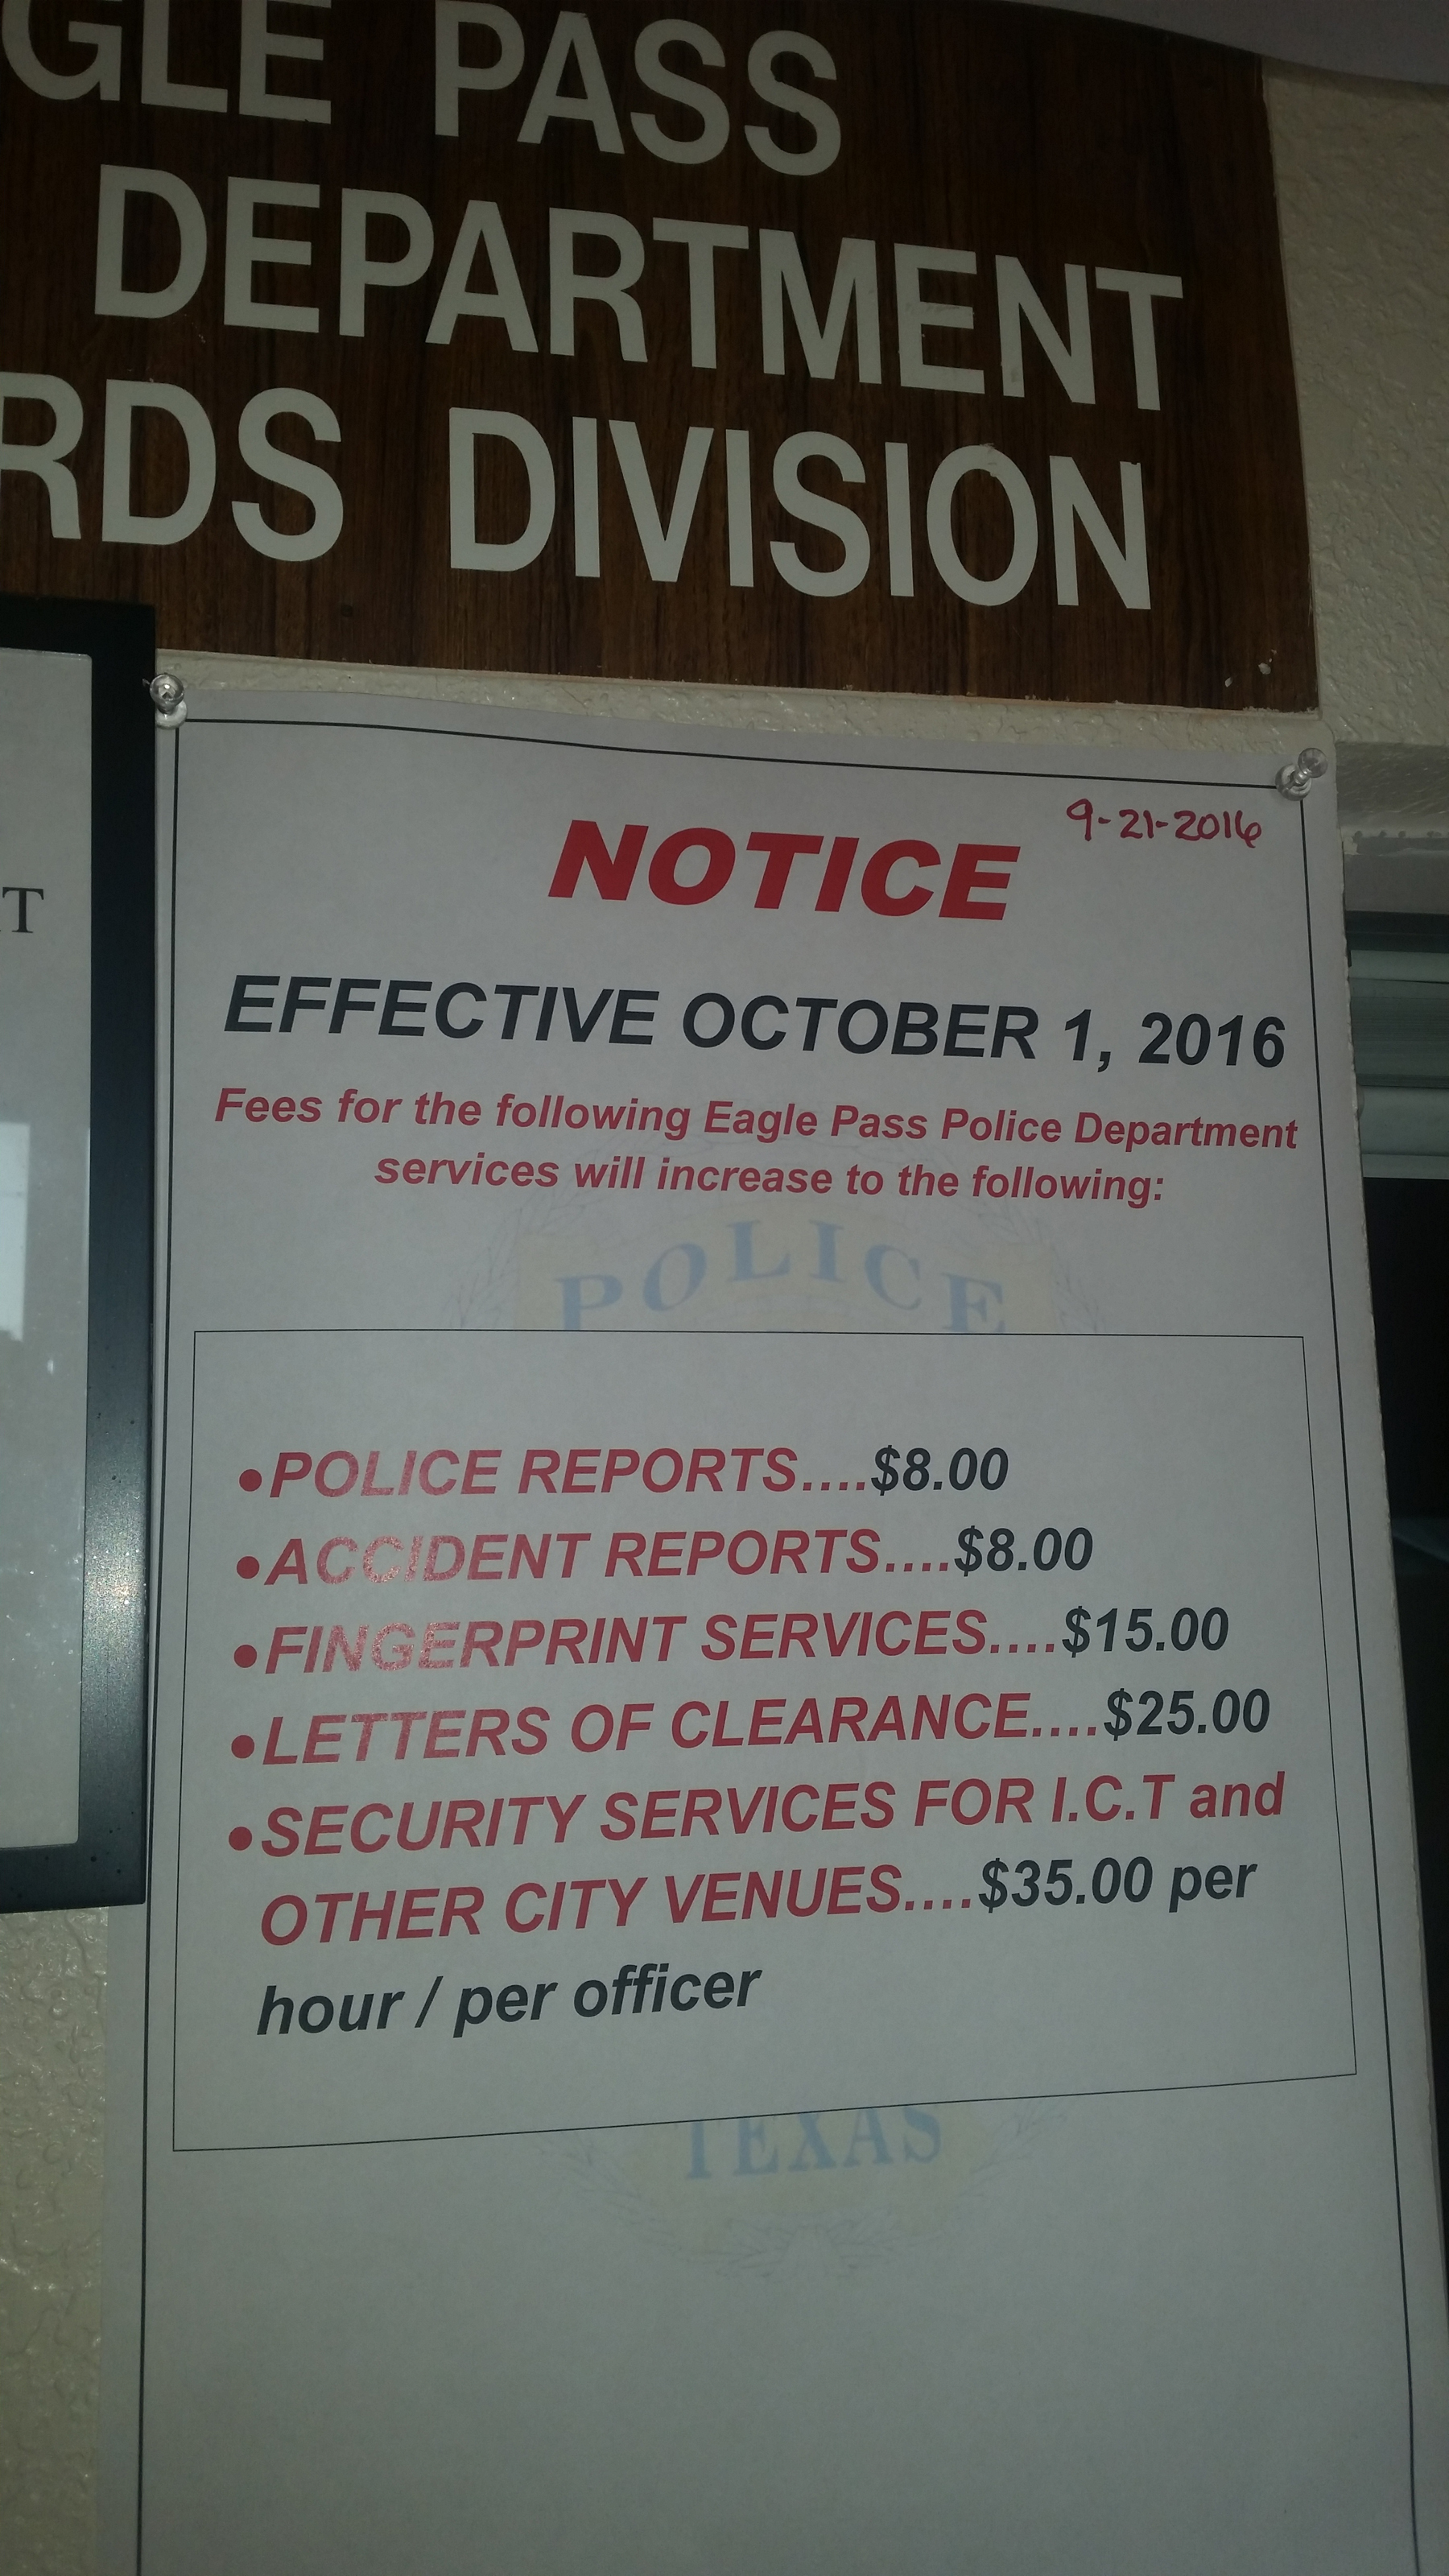 GLE PASS
DEPARTMENT
RDS DIVISION
T
9-21-2016
NOTICE
EFFECTIVE OCTOBER 1, 2016
Fees for the following Eagle Pass Police Department
services will increase to the following:
POLICE
•POLICE REPORTS....$8.00
•ACCIDENT REPORTS....$8.00
•FINGERPRINT SERVICES....$15.00
•LETTERS OF CLEARANCE....$25.00
•SECURITY SERVICES FOR I.C.T and
OTHER CITY VENUES....$35.00 per
hour / per officer
TEXAS